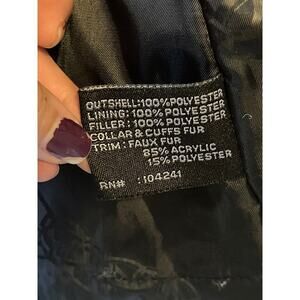 OUTSHELL:100%POLYESTER
LINING: 100%POLYESTER
FILLER: 100% POLYESTER
COLLAR & CUFFS FUR
TRIM : FAUX FUR
85% ACRYLIC
15% POLYESTER
RN# :104241